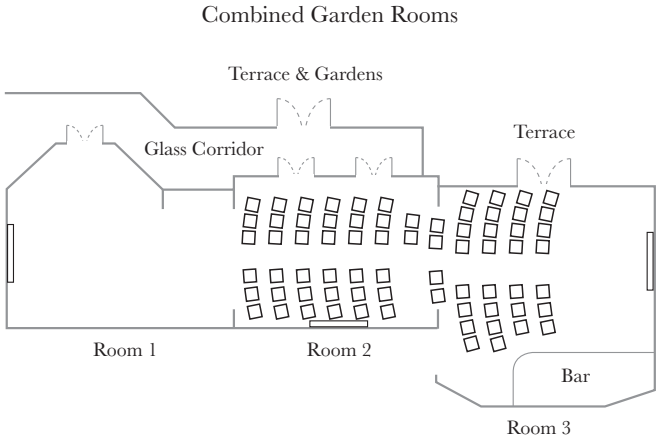 Combined Garden Rooms
Terrace & Gardens
Terrace
Glass Corridor
Room 1
Room 2
Bar
Room 3